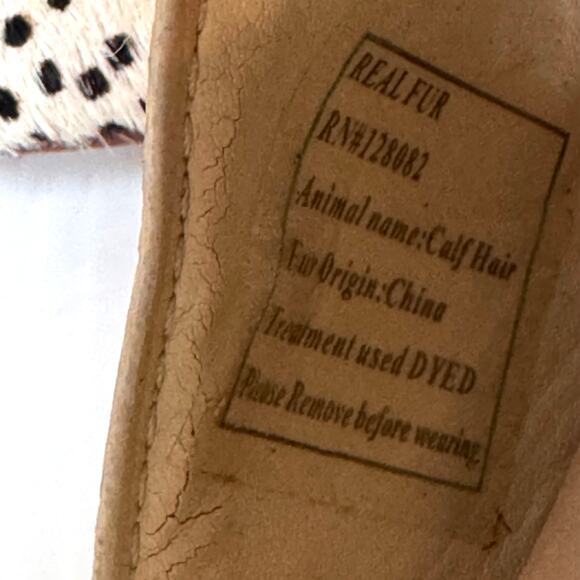 REAL FUR
RN#128082
Animal name:Calf Hair
Fur Origin:China
Treatment used DYED
Please Remove before wearing.